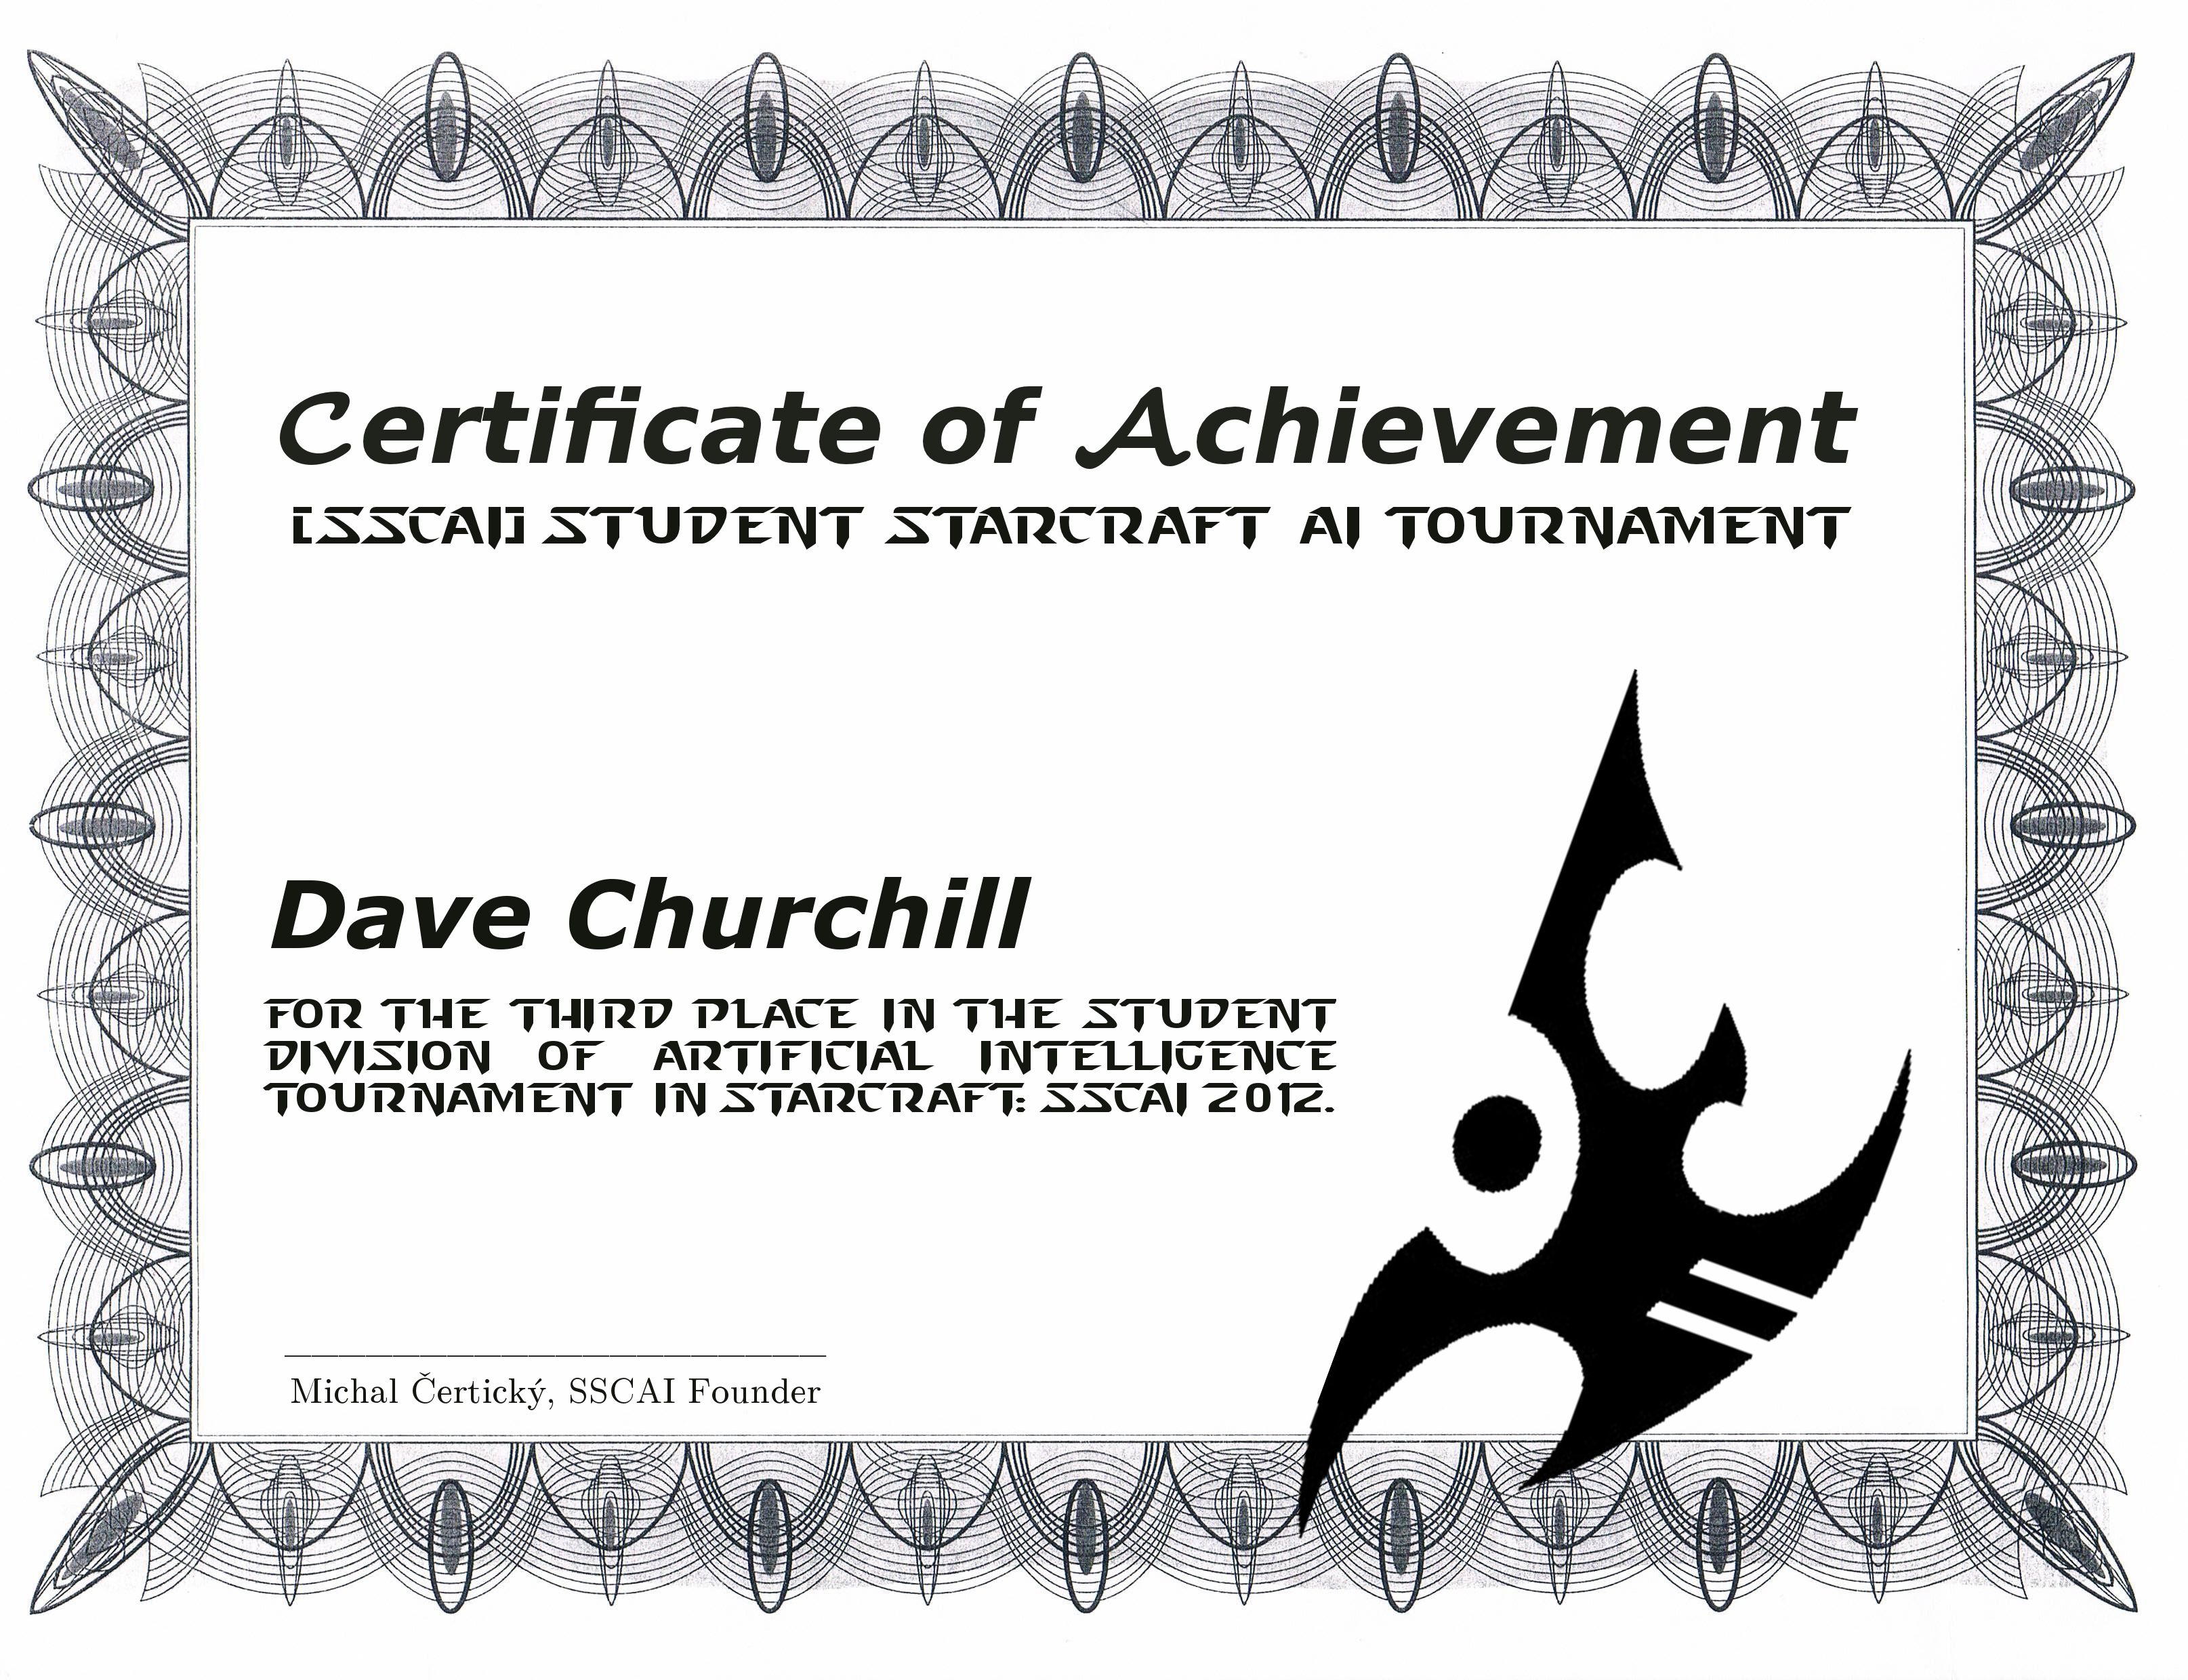 Certificate of Achievement
[SSCAI] STUDENT STARCRAFT AI TOURNAMENT
Dave Churchill
FOR THE THIRD PLACE IN THE STUDENT
DIVISION OF ARTIFICIAL INTELLIGENCE
TOURNAMENT IN STARCRAFT: SSCAI 2012.
Michal Čertický, SSCAI Founder